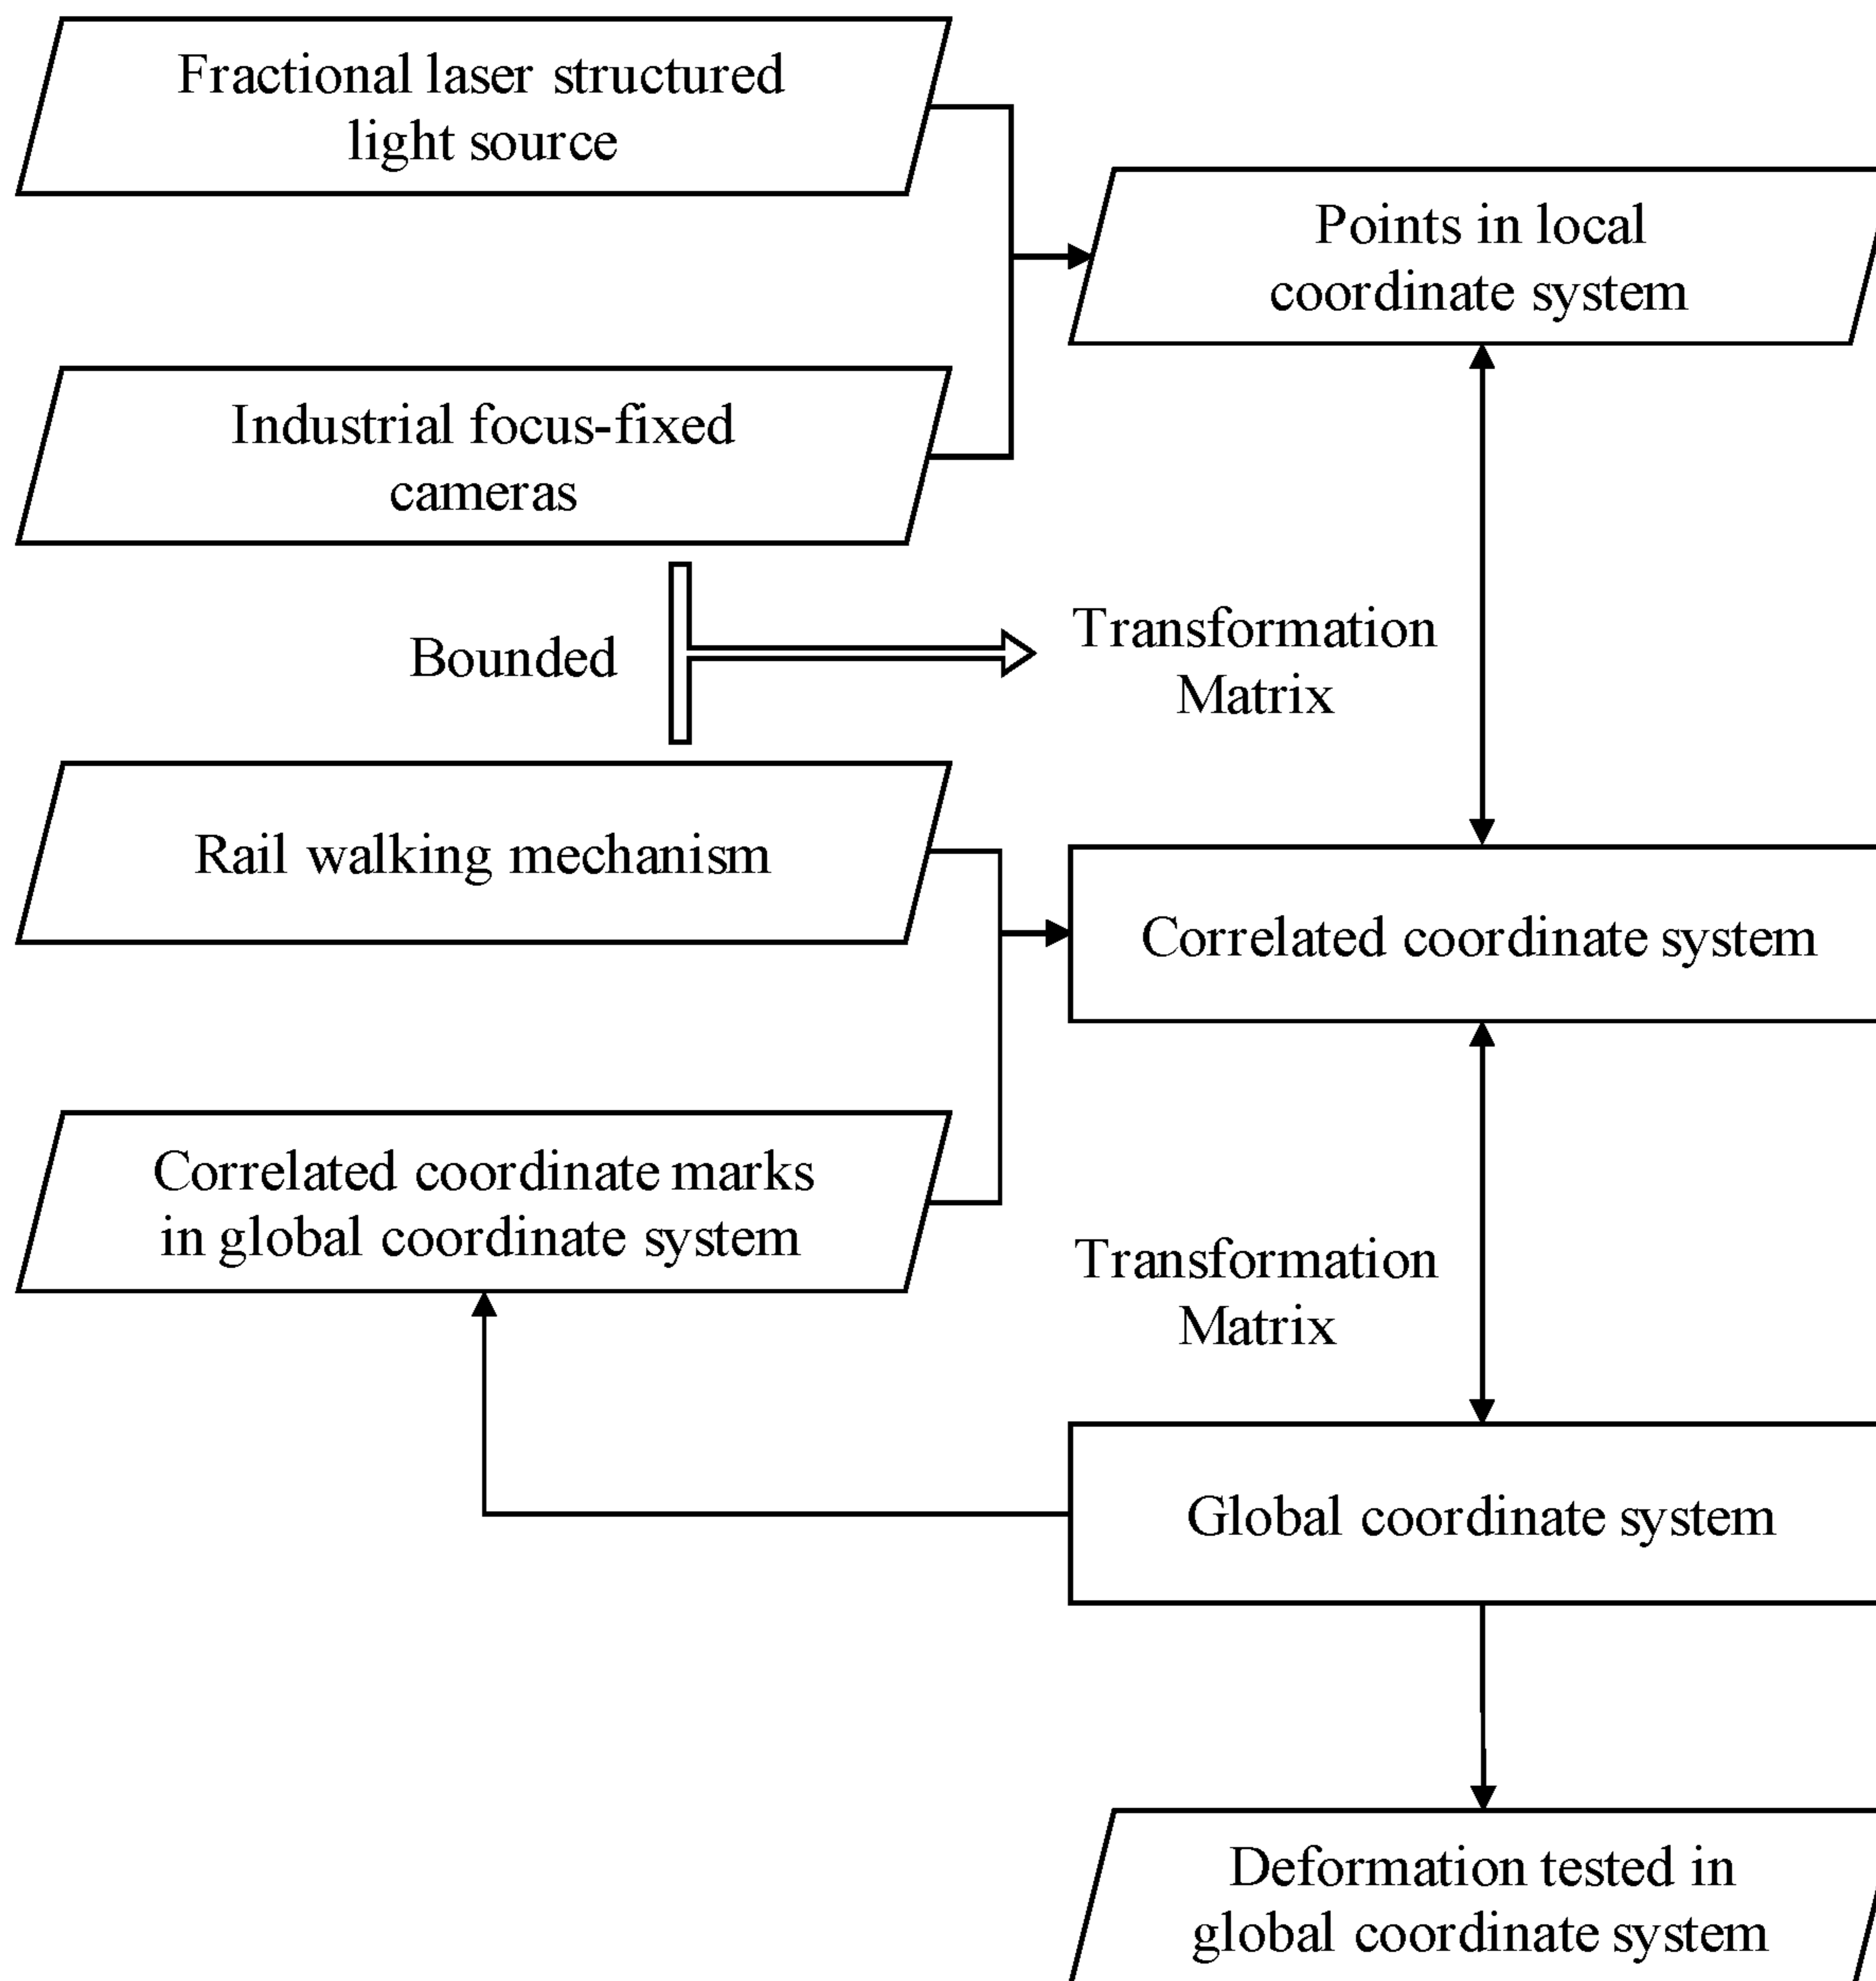 Fractional laser structured
light source
Points in local
coordinate system
Industrial focus-fixed
cameras
Bounded
Transformation
Matrix
Rail walking mechanism
Correlated coordinate system
Correlated coordinate marks
in global coordinate system
Transformation
Matrix
Global coordinate system
Deformation tested in
global coordinate system